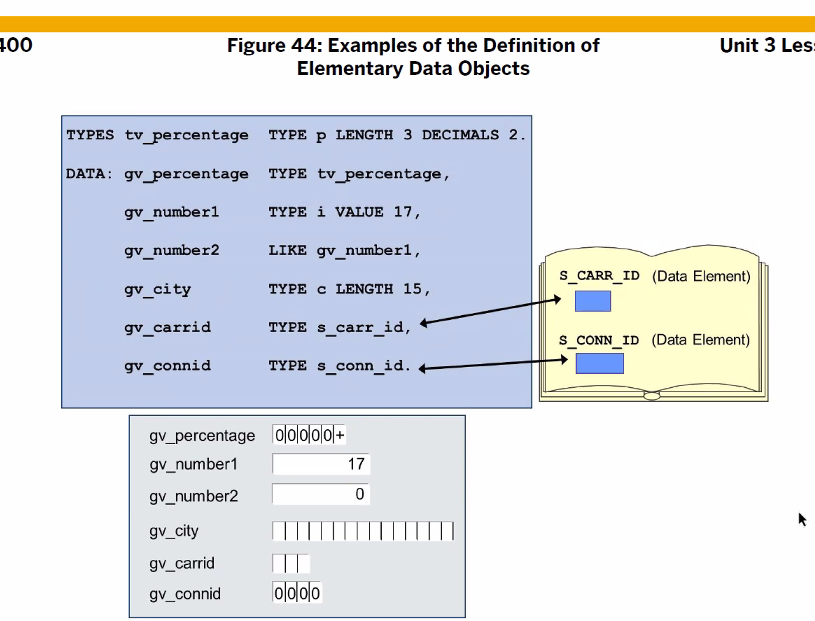 400
Figure 44: Examples of the Definition of
Elementary Data Objects
Unit 3 Les
TYPES tv_percentage TYPE p LENGTH 3 DECIMALS 2.
DATA: gv_percentage TYPE tv_percentage,
gv_number1 TYPE i VALUE 17,
gv_number2 LIKE gv_number1,
gv_city TYPE c LENGTH 15,
gv_carrid TYPE s_carr_id,
gv_connid TYPE s_conn_id.
S_CARR_ID (Data Element)
S_CONN_ID (Data Element)
gv_percentage 0|0|0|0|0|+
gv_number1 17
gv_number2 0
gv_city
gv_carrid
gv_connid 0|0|0|0